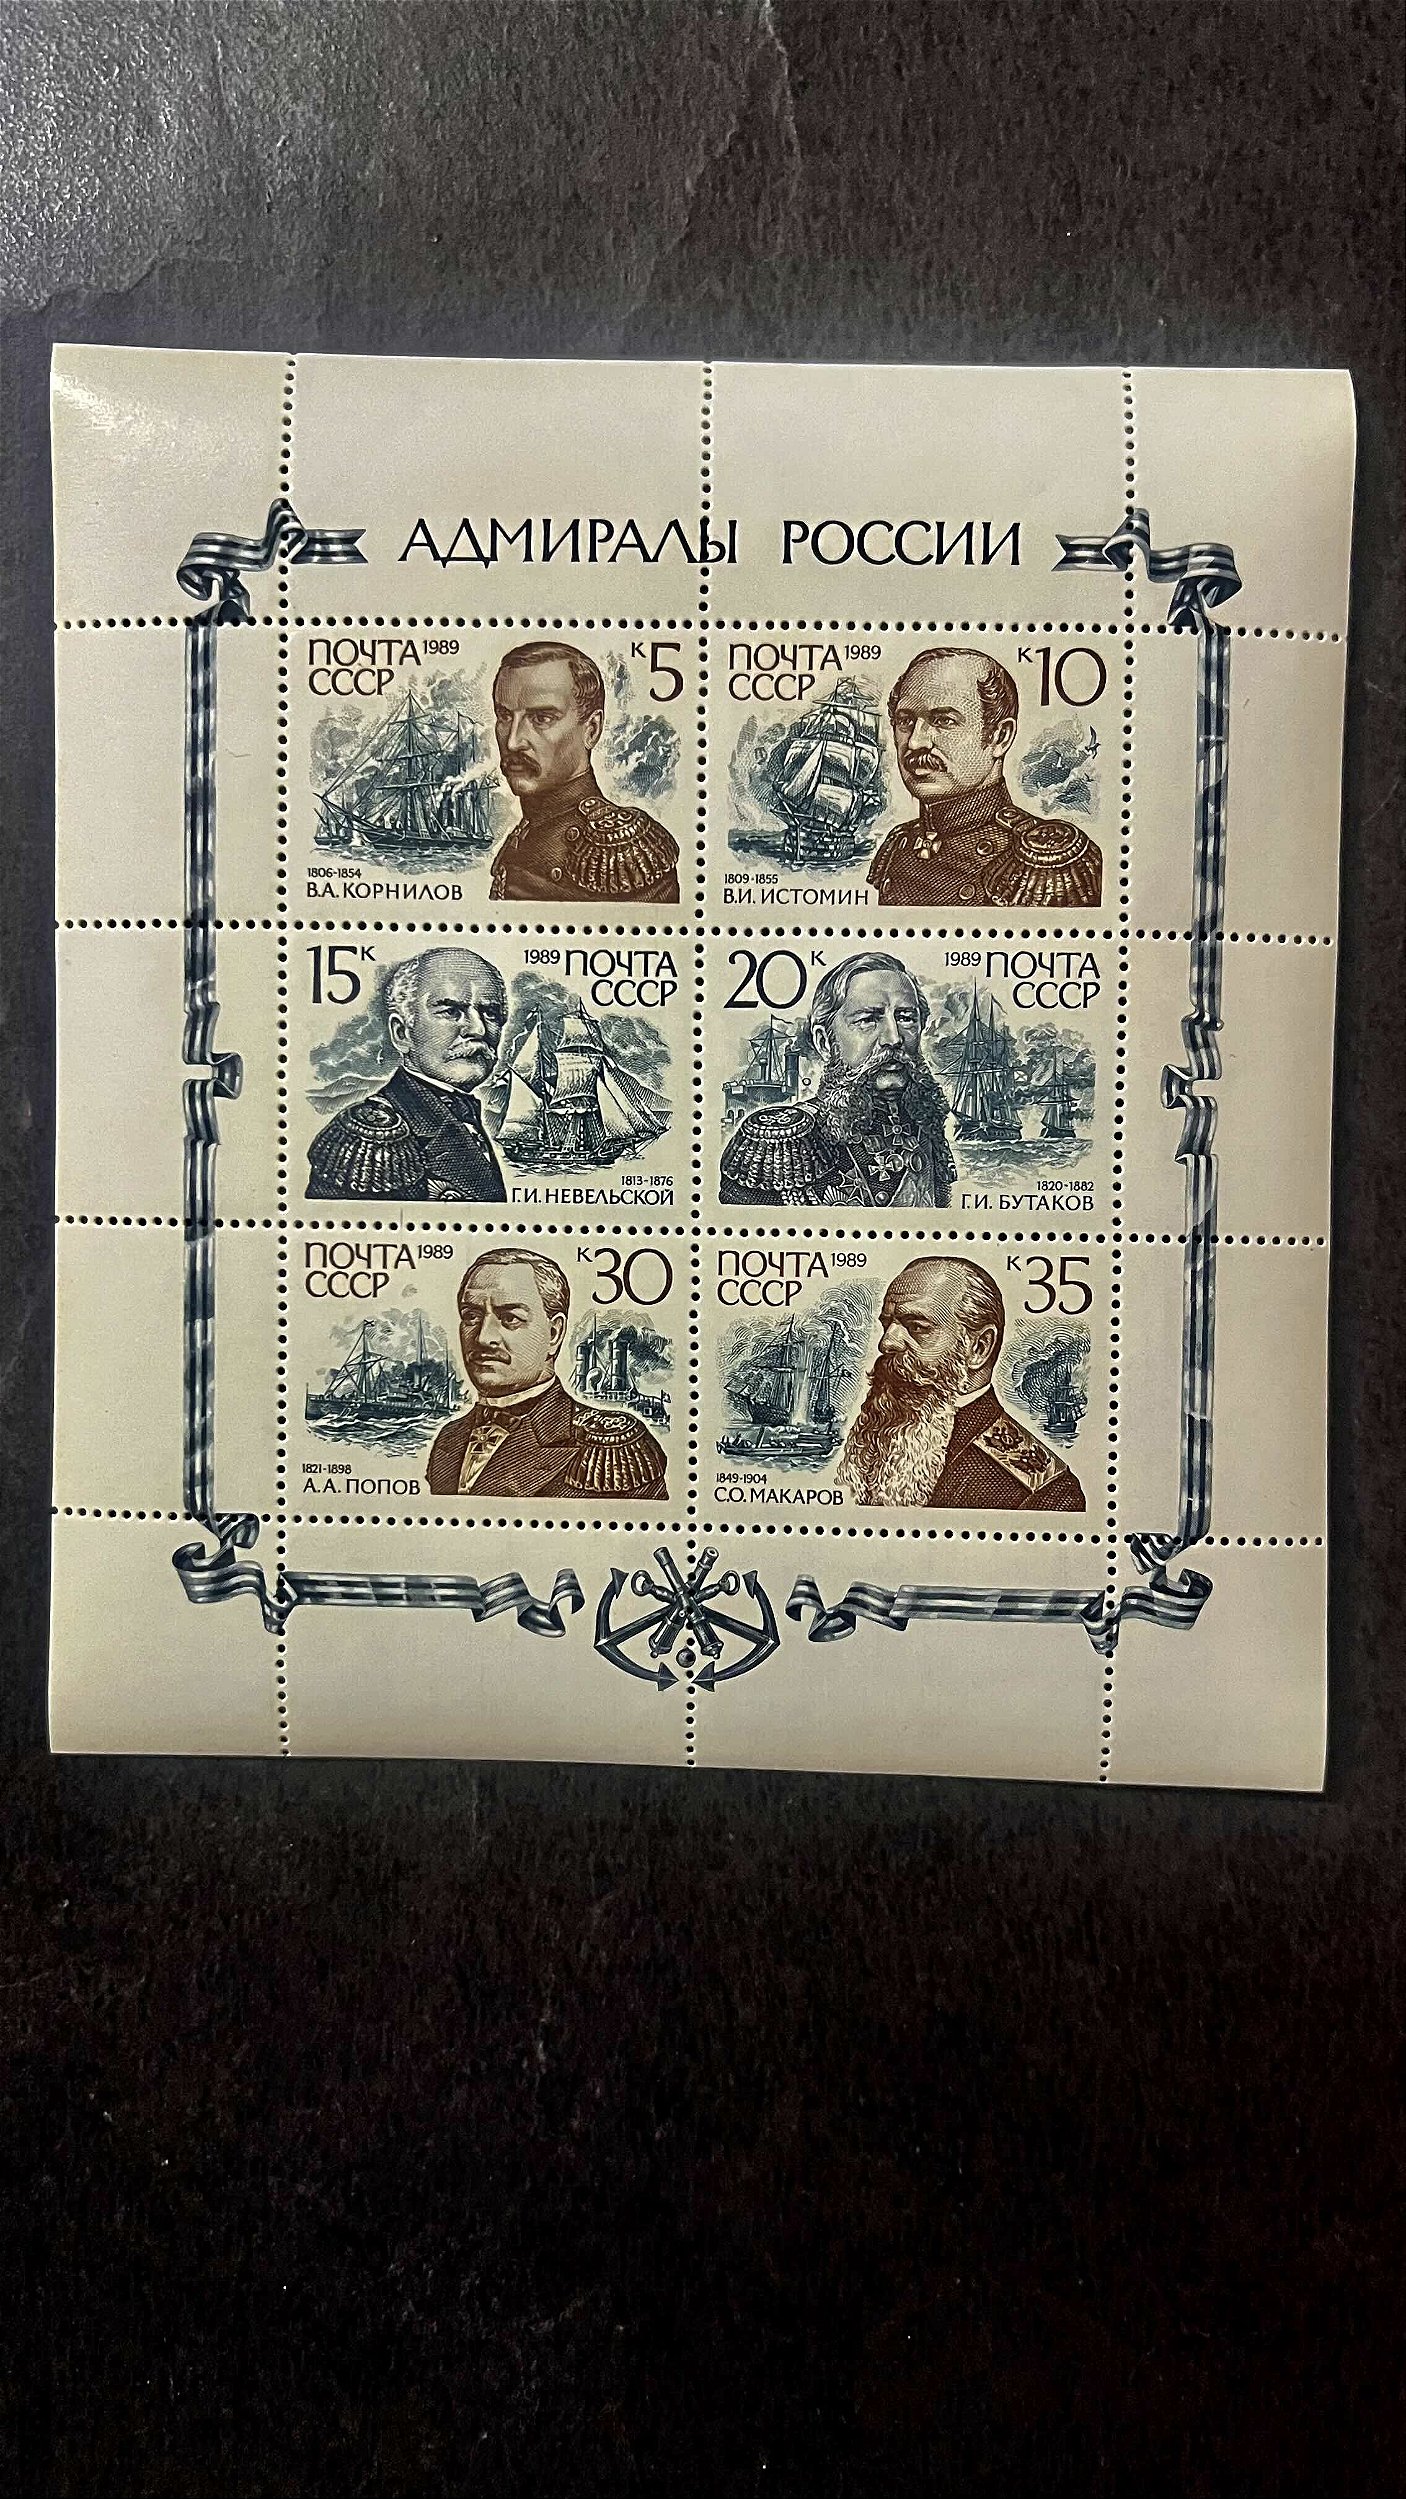 АДМИРАЛЫ РОССИИ
ПОЧТА 1989 К 5
СССР
1806-1854
В.А. КОРНИЛОВ
ПОЧТА 1989 К 10
СССР
1809-1855
В.И. ИСТОМИН
15 К 1989 ПОЧТА
СССР
1813-1876
Г.И. НЕВЕЛЬСКОЙ
20 К 1989 ПОЧТА
СССР
1820-1882
Г.И. БУТАКОВ
ПОЧТА 1989 К 30
СССР
1821-1898
А.А. ПОПОВ
ПОЧТА 1989 К 35
СССР
1849-1904
С.О. МАКАРОВ